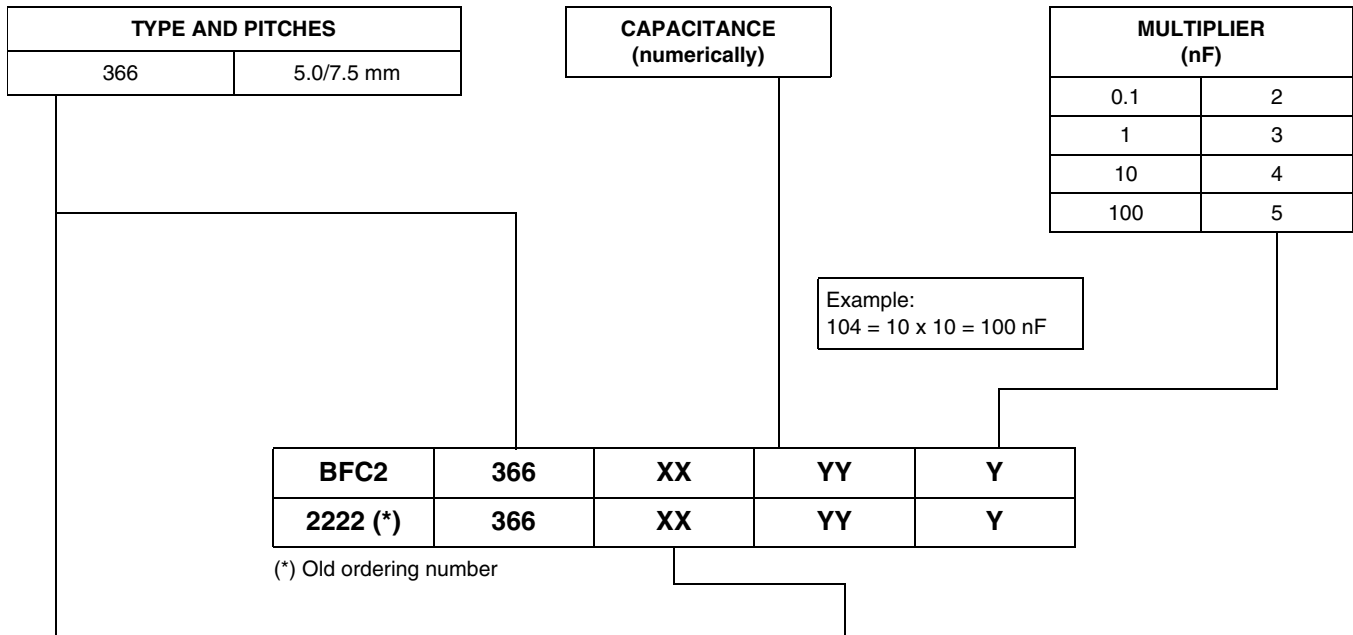 TYPE AND PITCHES
366 5.0/7.5 mm
CAPACITANCE
(numerically)
MULTIPLIER
(nF)
0.1 2
1 3
10 4
100 5
Example:
104 = 10 x 10 = 100 nF
BFC2 366 XX YY Y
2222 (*) 366 XX YY Y
(*) Old ordering number